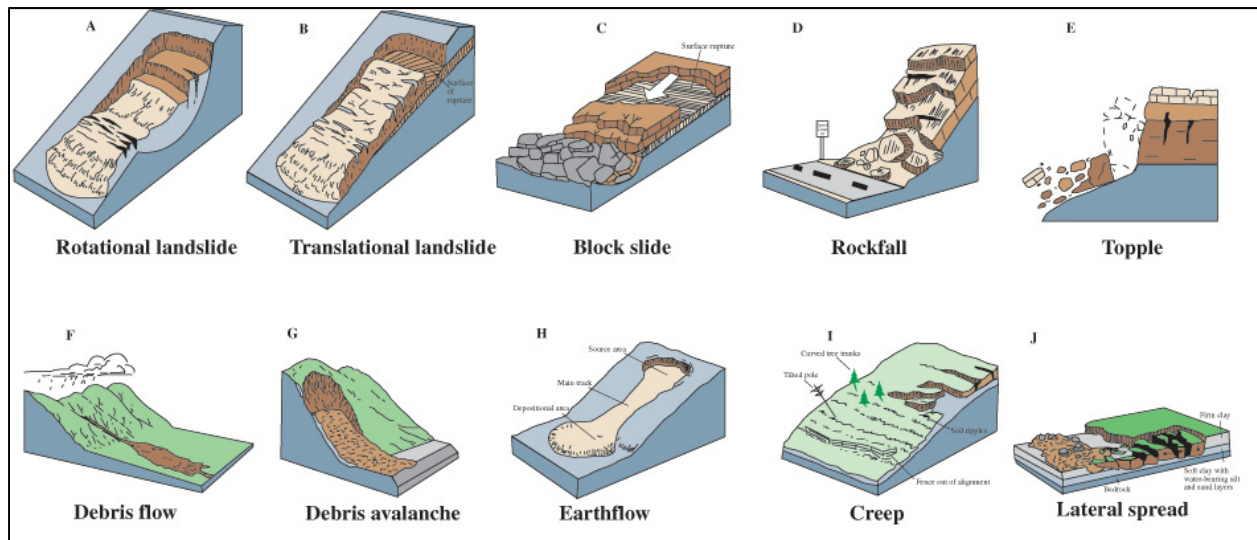 A
B
C
D
E
Surface rupture
Surface
of
rupture
Rotational landslide
Translational landslide
Block slide
Rockfall
Topple
F
G
H
I
J
Source area
Main track
Depositional area
Curved tree trunks
Tilted pole
Soil ripples
Fence out of alignment
Firm clay
Soft clay with
water-bearing silt
and sand layers
Bedrock
Debris flow
Debris avalanche
Earthflow
Creep
Lateral spread